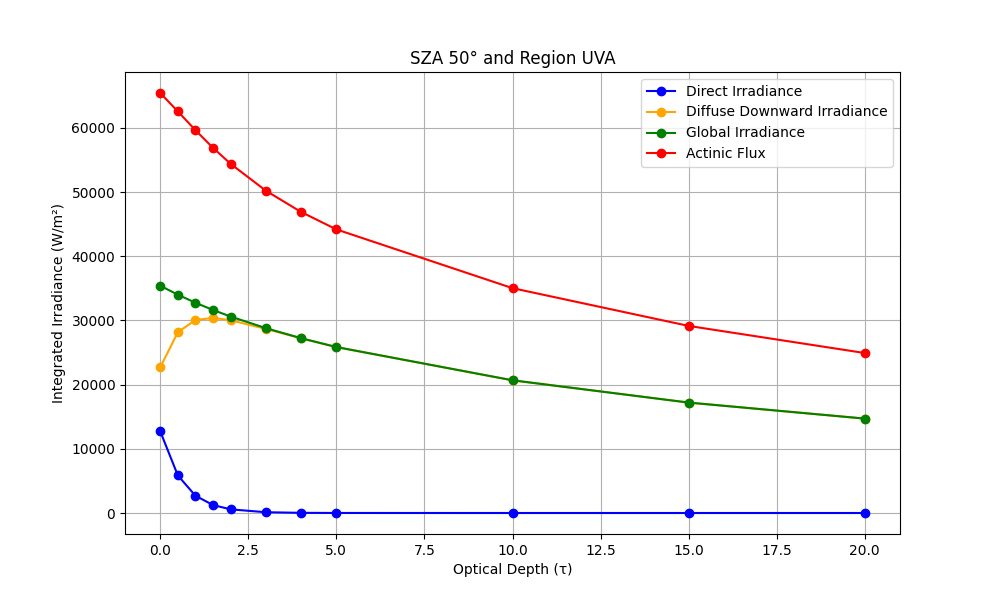 SZA 50° and Region UVA
Direct Irradiance
Diffuse Downward Irradiance
Global Irradiance
Actinic Flux
Integrated Irradiance (W/m²)
60000
50000
40000
30000
20000
10000
0
0.0 2.5 5.0 7.5 10.0 12.5 15.0 17.5 20.0
Optical Depth (τ)